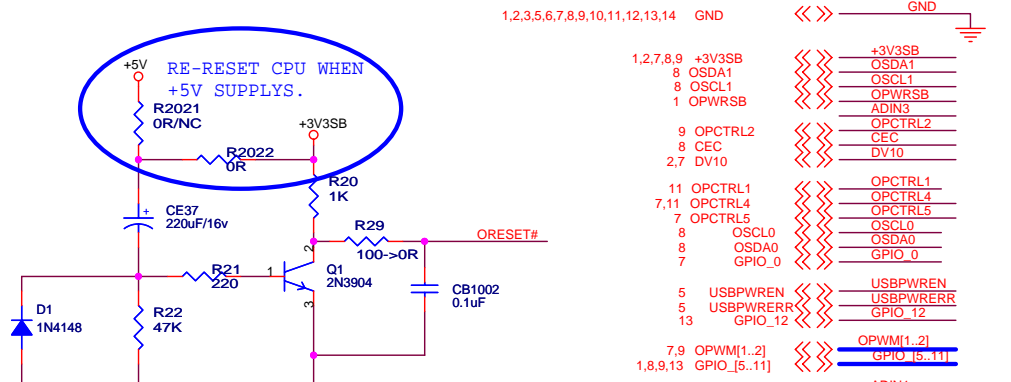 1,2,3,5,6,7,8,9,10,11,12,13,14 GND GND
+5V RE-RESET CPU WHEN
+5V SUPPLYS.
R2021
0R/NC
+3V3SB
R2022
0R
R20
1K
CE37
220uF/16v
+
R29
100->0R
ORESET#
R21
220
1
2
3
Q1
2N3904
CB1002
0.1uF
D1
1N4148
R22
47K
1,2,7,8,9 +3V3SB +3V3SB
8 OSDA1 OSDA1
8 OSCL1 OSCL1
1 OPWRSB OPWRSB
ADIN3
9 OPCTRL2 OPCTRL2
8 CEC CEC
2,7 DV10 DV10
11 OPCTRL1 OPCTRL1
7,11 OPCTRL4 OPCTRL4
7 OPCTRL5 OPCTRL5
8 OSCL0 OSCL0
8 OSDA0 OSDA0
7 GPIO_0 GPIO_0
5 USBPWREN USBPWREN
5 USBPWRERR USBPWRERR
13 GPIO_12 GPIO_12
7,9 OPWM[1..2] OPWM[1..2]
1,8,9,13 GPIO_[5..11] GPIO_[5..11]